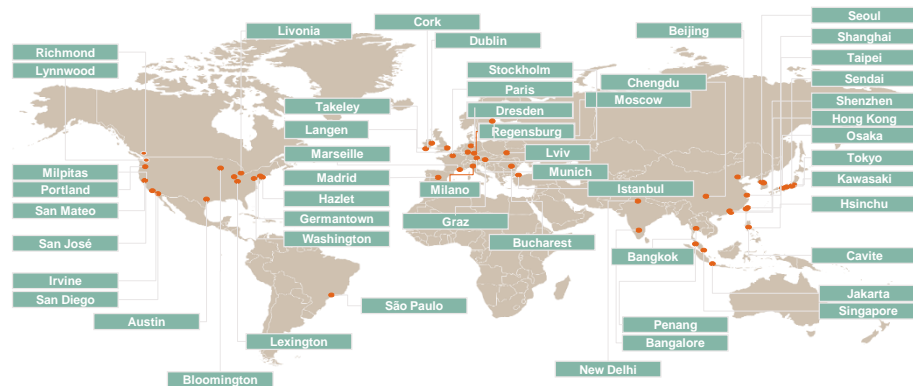 Richmond
Lynnwood
Livonia
Cork
Dublin
Beijing
Seoul
Shanghai
Taipei
Sendai
Stockholm
Paris
Chengdu
Moscow
Takeley
Langen
Dresden
Regensburg
Shenzhen
Hong Kong
Osaka
Tokyo
Kawasaki
Hsinchu
Marseille
Madrid
Hazlet
Germantown
Washington
Lviv
Munich
Milano
Istanbul
Graz
Bucharest
Milpitas
Portland
San Mateo
San José
Irvine
San Diego
Austin
Bloomington
Lexington
São Paulo
Bangkok
Cavite
Jakarta
Singapore
Penang
Bangalore
New Delhi